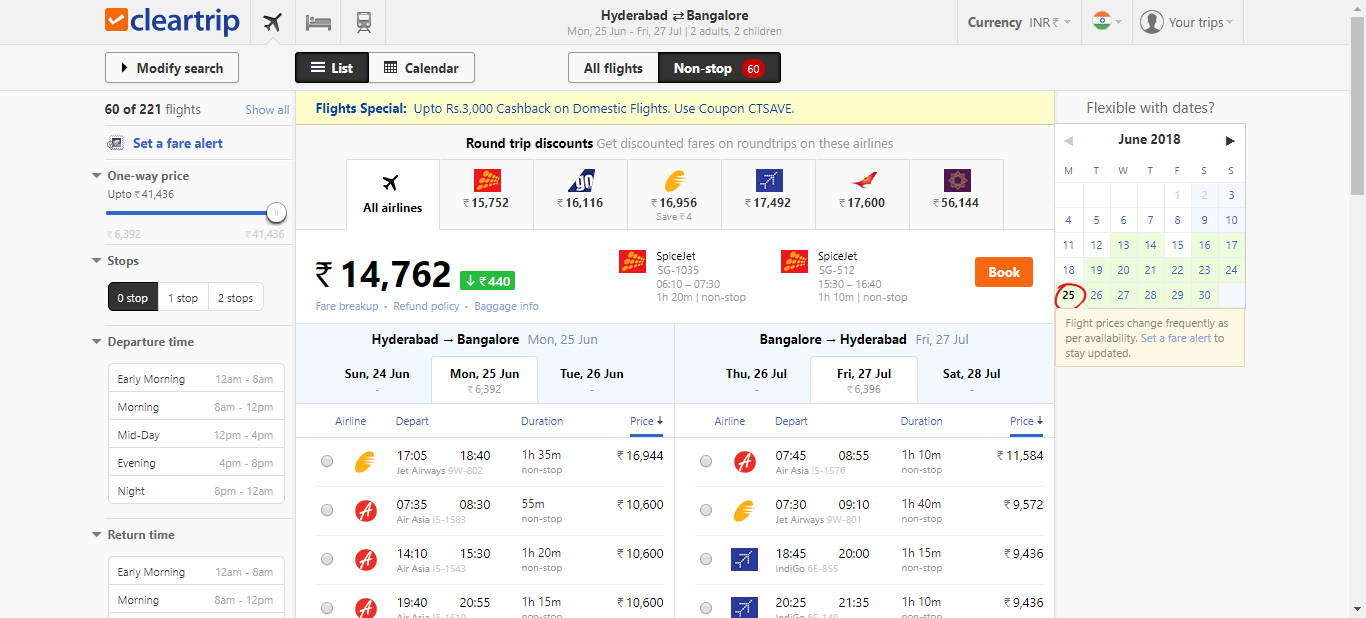 cleartrip
Hyderabad ⇄ Bangalore
Mon, 25 Jun - Fri, 27 Jul | 2 adults, 2 children
Currency INR ₹
Your trips
Modify search
List
Calendar
All flights
Non-stop 60
60 of 221 flights Show all
Set a fare alert
One-way price
Upto ₹ 41,436
₹ 6,392 ₹ 41,436
Stops
0 stop 1 stop 2 stops
Departure time
Early Morning 12am - 8am
Morning 8am - 12pm
Mid-Day 12pm - 4pm
Evening 4pm - 8pm
Night 8pm - 12am
Return time
Early Morning 12am - 8am
Morning 8am - 12pm
Flights Special: Upto Rs.3,000 Cashback on Domestic Flights. Use Coupon CTSAVE.
Round trip discounts Get discounted fares on roundtrips on these airlines
All airlines
₹ 15,752
go
₹ 16,116
₹ 16,956
Save ₹ 4
₹ 17,492
₹ 17,600
₹ 56,144
₹ 14,762 ↓ ₹ 440
Fare breakup • Refund policy • Baggage info
SpiceJet
SG-1035
06:10 – 07:30
1h 20m | non-stop
SpiceJet
SG-512
15:30 – 16:40
1h 10m | non-stop
Book
Hyderabad → Bangalore Mon, 25 Jun
Sun, 24 Jun
-
Mon, 25 Jun
₹ 6,392
Tue, 26 Jun
-
Airline Depart Duration Price ↓
17:05 18:40 1h 35m ₹ 16,944
Jet Airways 9W-802 non-stop
07:35 08:30 55m ₹ 10,600
Air Asia I5-1583 non-stop
14:10 15:30 1h 20m ₹ 10,600
Air Asia I5-1543 non-stop
19:40 20:55 1h 15m ₹ 10,600
Bangalore → Hyderabad Fri, 27 Jul
Thu, 26 Jul
-
Fri, 27 Jul
₹ 6,396
Sat, 28 Jul
-
Airline Depart Duration Price ↓
07:45 08:55 1h 10m ₹ 11,584
Air Asia I5-1576 non-stop
07:30 09:10 1h 40m ₹ 9,572
Jet Airways 9W-801 non-stop
18:45 20:00 1h 15m ₹ 9,436
IndiGo 6E-855 non-stop
20:25 21:35 1h 10m ₹ 9,436
Flexible with dates?
June 2018
M T W T F S S
1 2 3
4 5 6 7 8 9 10
11 12 13 14 15 16 17
18 19 20 21 22 23 24
25 26 27 28 29 30
Flight prices change frequently as
per availability. Set a fare alert to
stay updated.